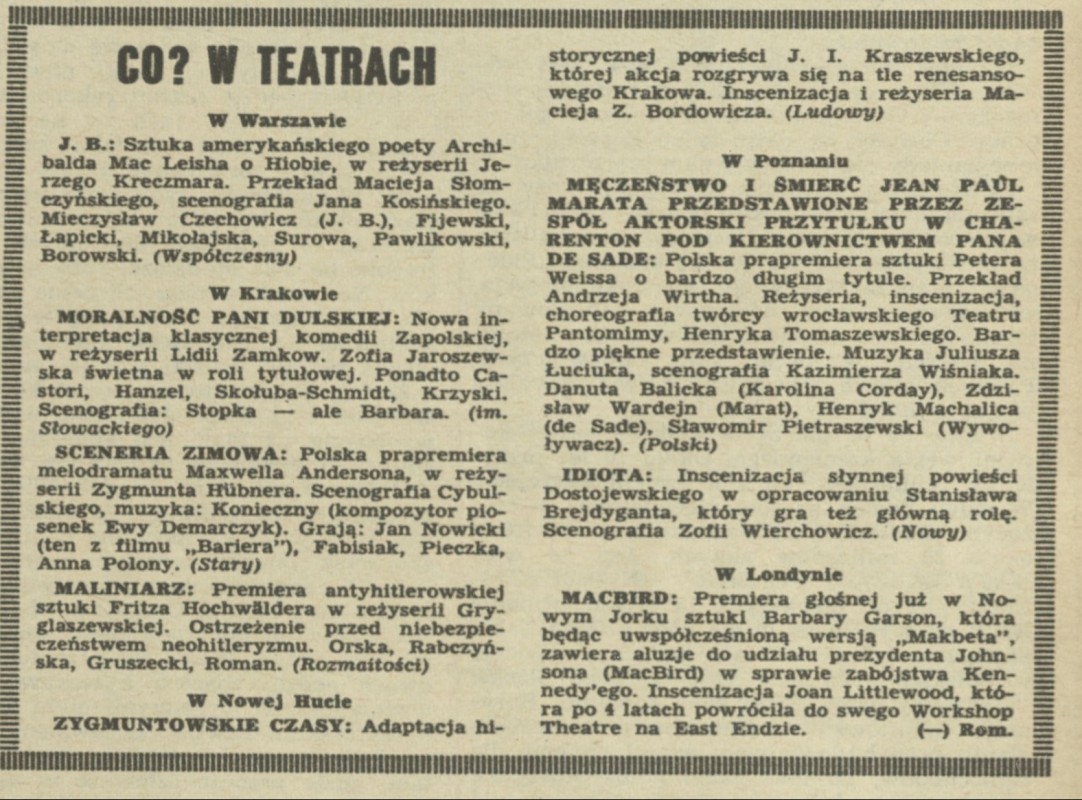 CO? W TEATRACH
W Warszawie
J. B.: Sztuka amerykańskiego poety Archi-
balda Mac Leisha o Hiobie, w reżyserii Je-
rzego Kreczmara. Przekład Macieja Słom-
czyńskiego, scenografia Jana Kosińskiego.
Mieczysław Czechowicz (J. B.), Fijewski,
Łapicki, Mikołajska, Surowa, Pawlikowski,
Borowski. (Współczesny)
W Krakowie
MORALNOŚĆ PANI DULSKIEJ: Nowa in-
terpretacja klasycznej komedii Zapolskiej,
w reżyserii Lidii Zamkow. Zofia Jaroszew-
ska świetna w roli tytułowej. Ponadto Ca-
stori, Hanzel, Skołuba-Schmidt, Krzyski.
Scenografia: Stopka — ale Barbara. (im.
Słowackiego)
SCENERIA ZIMOWA: Polska prapremiera
melodramatu Maxwella Andersona, w reży-
serii Zygmunta Hübnera. Scenografia Cybul-
skiego, muzyka: Konieczny (kompozytor pio-
senek Ewy Demarczyk). Grają: Jan Nowicki
(ten z filmu „Bariera"), Fabisiak, Pieczka,
Anna Polony. (Stary)
MALINIARZ: Premiera antyhitlerowskiej
sztuki Fritza Hochwäldera w reżyserii Gry-
glaszewskiej. Ostrzeżenie przed niebezpie-
czeństwem neohitleryzmu. Orska, Rabczyń-
ska, Gruszecki, Roman. (Rozmaitości)
W Nowej Hucie
ZYGMUNTOWSKIE CZASY: Adaptacja hi-
storycznej powieści J. I. Kraszewskiego,
której akcja rozgrywa się na tle renesanso-
wego Krakowa. Inscenizacja i reżyseria Ma-
cieja Z. Bordowicza. (Ludowy)
W Poznaniu
MĘCZEŃSTWO I ŚMIERĆ JEAN PAUL
MARATA PRZEDSTAWIONE PRZEZ ZE-
SPÓŁ AKTORSKI PRZYTUŁKU W CHA-
RENTON POD KIEROWNICTWEM PANA
DE SADE: Polska prapremiera sztuki Petera
Weissa o bardzo długim tytule. Przekład
Andrzeja Wirtha. Reżyseria, inscenizacja,
choreografia twórcy wrocławskiego Teatru
Pantomimy, Henryka Tomaszewskiego. Bar-
dzo piękne przedstawienie. Muzyka Juliusza
Łuciuka, scenografia Kazimierza Wiśniaka.
Danuta Balicka (Karolina Corday), Zdzi-
sław Wardejn (Marat), Henryk Machalica
(de Sade), Sławomir Pietraszewski (Wywo-
ływacz). (Polski)
IDIOTA: Inscenizacja słynnej powieści
Dostojewskiego w opracowaniu Stanisława
Brejdyganta, który gra też główną rolę.
Scenografia Zofii Wierchowicz. (Nowy)
W Londynie
MACBIRD: Premiera głośnej już w No-
wym Jorku sztuki Barbary Garson, która
będąc uwspółcześnioną wersją „Makbeta",
zawiera aluzje do udziału prezydenta John-
sona (MacBird) w sprawie zabójstwa Ken-
nedy'ego. Inscenizacja Joan Littlewood, któ-
ra po 4 latach powróciła do swego Workshop
Theatre na East Endzie. (—) Rom.